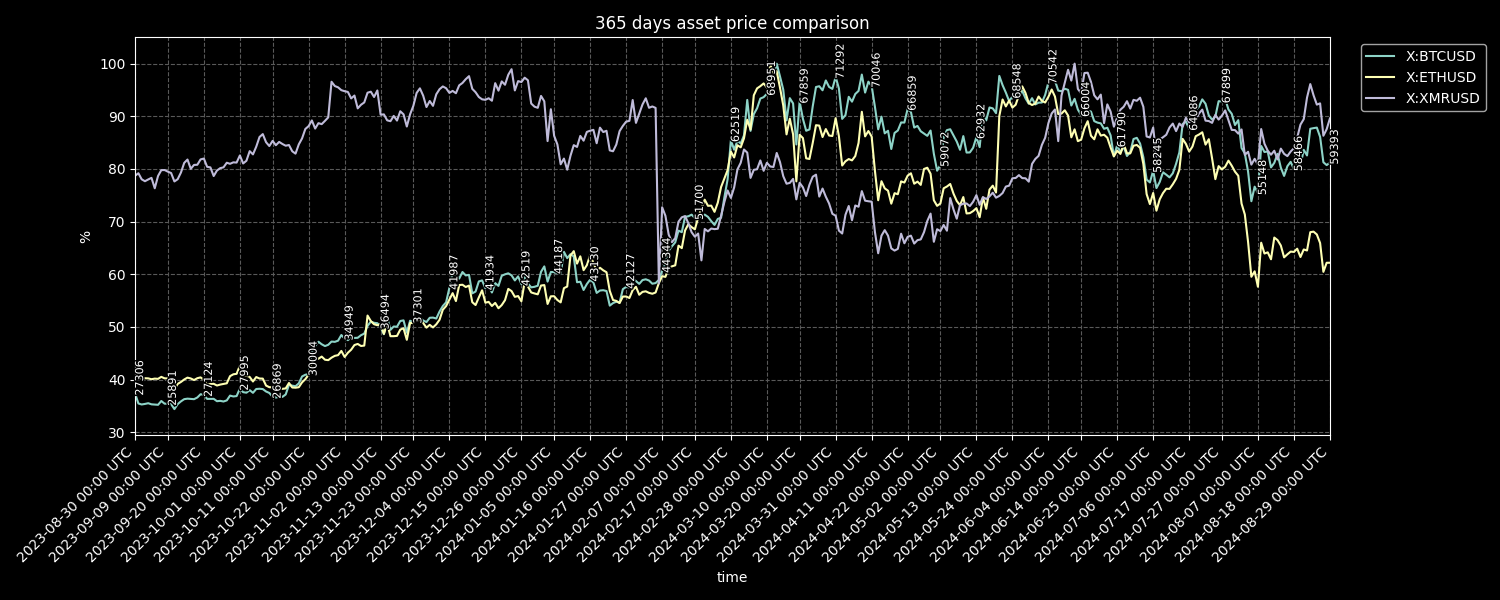 365 days asset price comparison
X:BTCUSD
X:ETHUSD
X:XMRUSD
%
100
90
80
70
60
50
40
30
27306
25891
27124
27995
26869
30004
34949
36494
37301
41987
41934
42519
44187
43130
42127
44344
51700
62519
68951
67859
71292
70046
66859
59072
62932
68548
70542
66004
61790
58245
64086
67899
55148
58466
59393
2023-08-30 00:00 UTC
2023-09-09 00:00 UTC
2023-09-20 00:00 UTC
2023-10-01 00:00 UTC
2023-10-11 00:00 UTC
2023-10-22 00:00 UTC
2023-11-02 00:00 UTC
2023-11-13 00:00 UTC
2023-11-23 00:00 UTC
2023-12-04 00:00 UTC
2023-12-15 00:00 UTC
2023-12-26 00:00 UTC
2024-01-05 00:00 UTC
2024-01-16 00:00 UTC
2024-01-27 00:00 UTC
2024-02-07 00:00 UTC
2024-02-17 00:00 UTC
2024-02-28 00:00 UTC
2024-03-10 00:00 UTC
2024-03-31 00:00 UTC
2024-04-11 00:00 UTC
2024-04-22 00:00 UTC
2024-05-02 00:00 UTC
2024-05-13 00:00 UTC
2024-05-24 00:00 UTC
2024-06-04 00:00 UTC
2024-06-14 00:00 UTC
2024-06-25 00:00 UTC
2024-07-06 00:00 UTC
2024-07-17 00:00 UTC
2024-07-27 00:00 UTC
2024-08-07 00:00 UTC
2024-08-18 00:00 UTC
2024-08-29 00:00 UTC
time